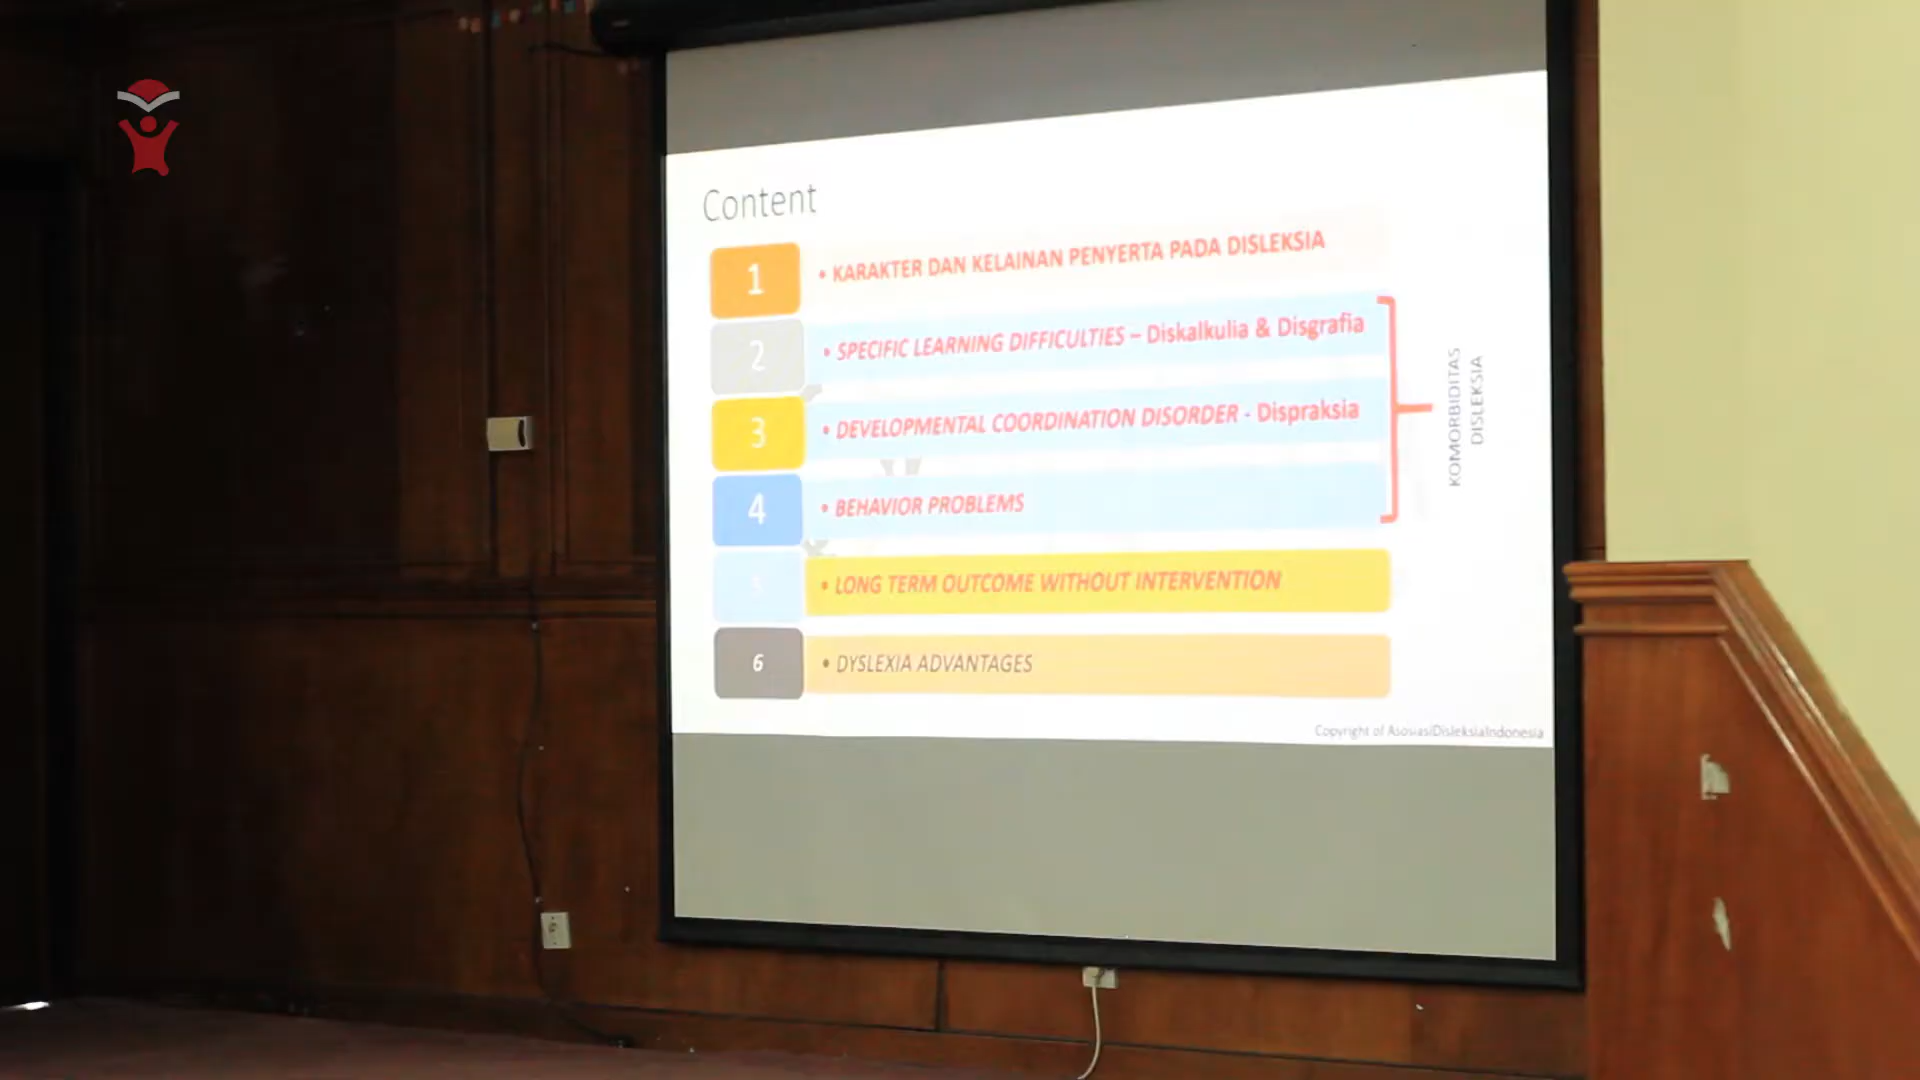 Content
1
• KARAKTER DAN KELAINAN PENYERTA PADA DISLEKSIA
2
• SPECIFIC LEARNING DIFFICULTIES – Diskalkulia & Disgrafia
3
• DEVELOPMENTAL COORDINATION DISORDER - Dispraksia
4
• BEHAVIOR PROBLEMS
5
• LONG TERM OUTCOME WITHOUT INTERVENTION
6
• DYSLEXIA ADVANTAGES
KOMORBIDITAS
DISLEKSIA
Copyright of AsosiasiDisleksiaIndonesia